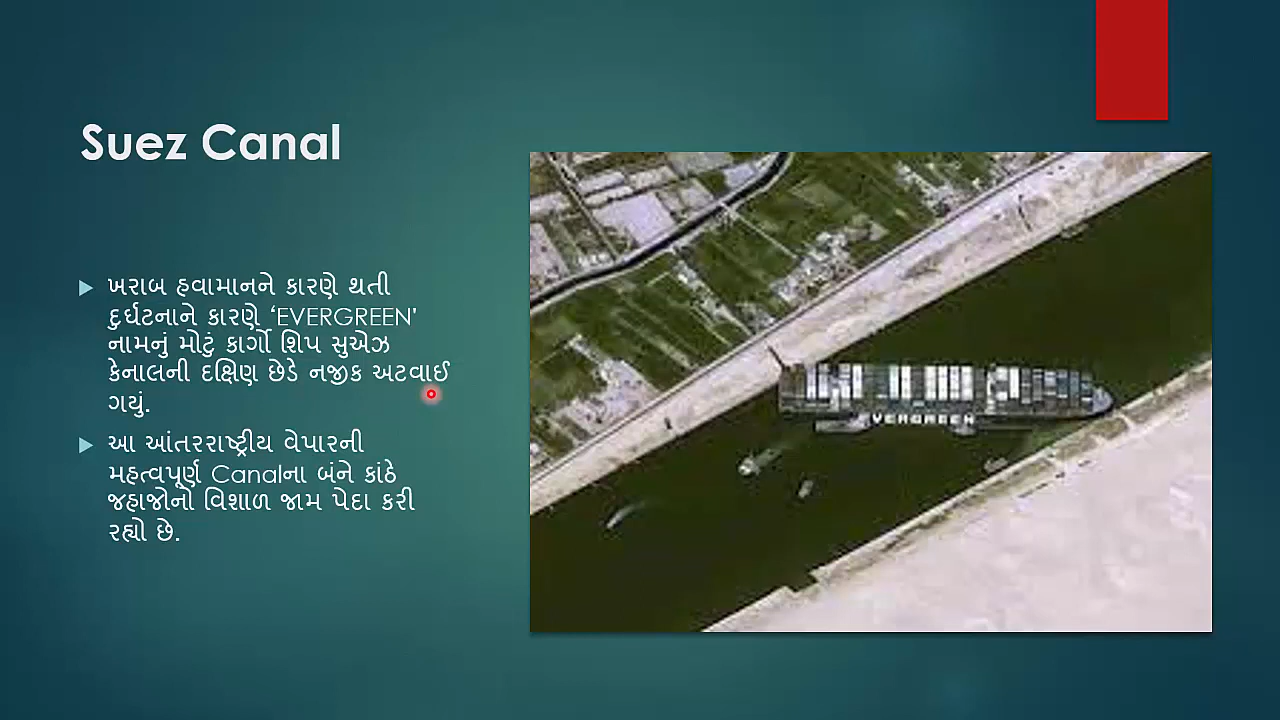 Suez Canal
ખરાબ હવામાનને કારણે થતી
દુર્ઘટનાને કારણે ‘EVERGREEN'
નામનું મોટું કાર્ગો શિપ સુએઝ
કેનાલની દક્ષિણ છેડે નજીક અટવાઈ
ગયું.
આ આંતરરાષ્ટ્રીય વેપારની
મહત્વપૂર્ણ Canalના બંને કાંઠે
જહાજોનો વિશાળ જામ પેદા કરી
રહ્યો છે.
VERGREEN